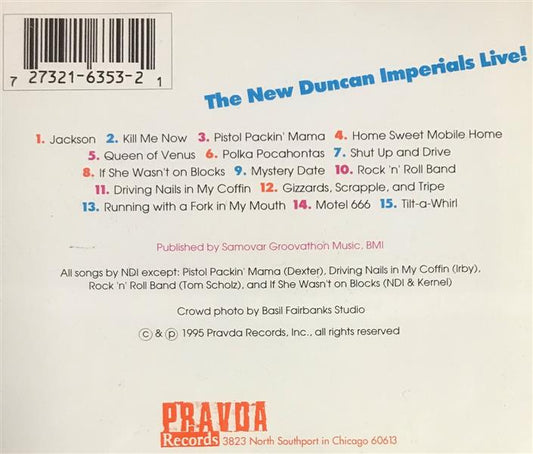 7 27321-6353-2 1
The New Duncan Imperials Live!
1. Jackson 2. Kill Me Now 3. Pistol Packin' Mama 4. Home Sweet Mobile Home
5. Queen of Venus 6. Polka Pocahontas 7. Shut Up and Drive
8. If She Wasn't on Blocks 9. Mystery Date 10. Rock 'n' Roll Band
11. Driving Nails in My Coffin 12. Gizzards, Scrapple, and Tripe
13. Running with a Fork in My Mouth 14. Motel 666 15. Tilt-a-Whirl
Published by Samovar Groovathon Music, BMI
All songs by NDI except: Pistol Packin' Mama (Dexter), Driving Nails in My Coffin (Irby),
Rock 'n' Roll Band (Tom Scholz), and If She Wasn't on Blocks (NDI & Kernel)
Crowd photo by Basil Fairbanks Studio
© & ℗ 1995 Pravda Records, Inc., all rights reserved
PRAVDA
Records 3823 North Southport in Chicago 60613